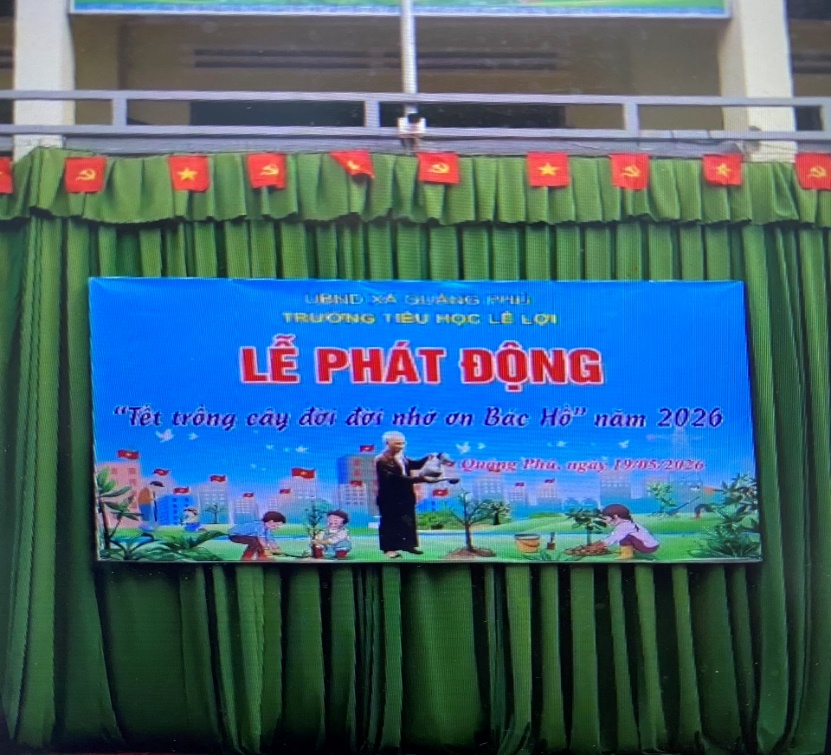 UBND XÃ QUẢNG PHÚ
TRƯỜNG TIỂU HỌC LÊ LỢI
LỄ PHÁT ĐỘNG
“Tết trồng cây đời đời nhớ ơn Bác Hồ” năm 2026
Quảng Phú, ngày 19/05/2026